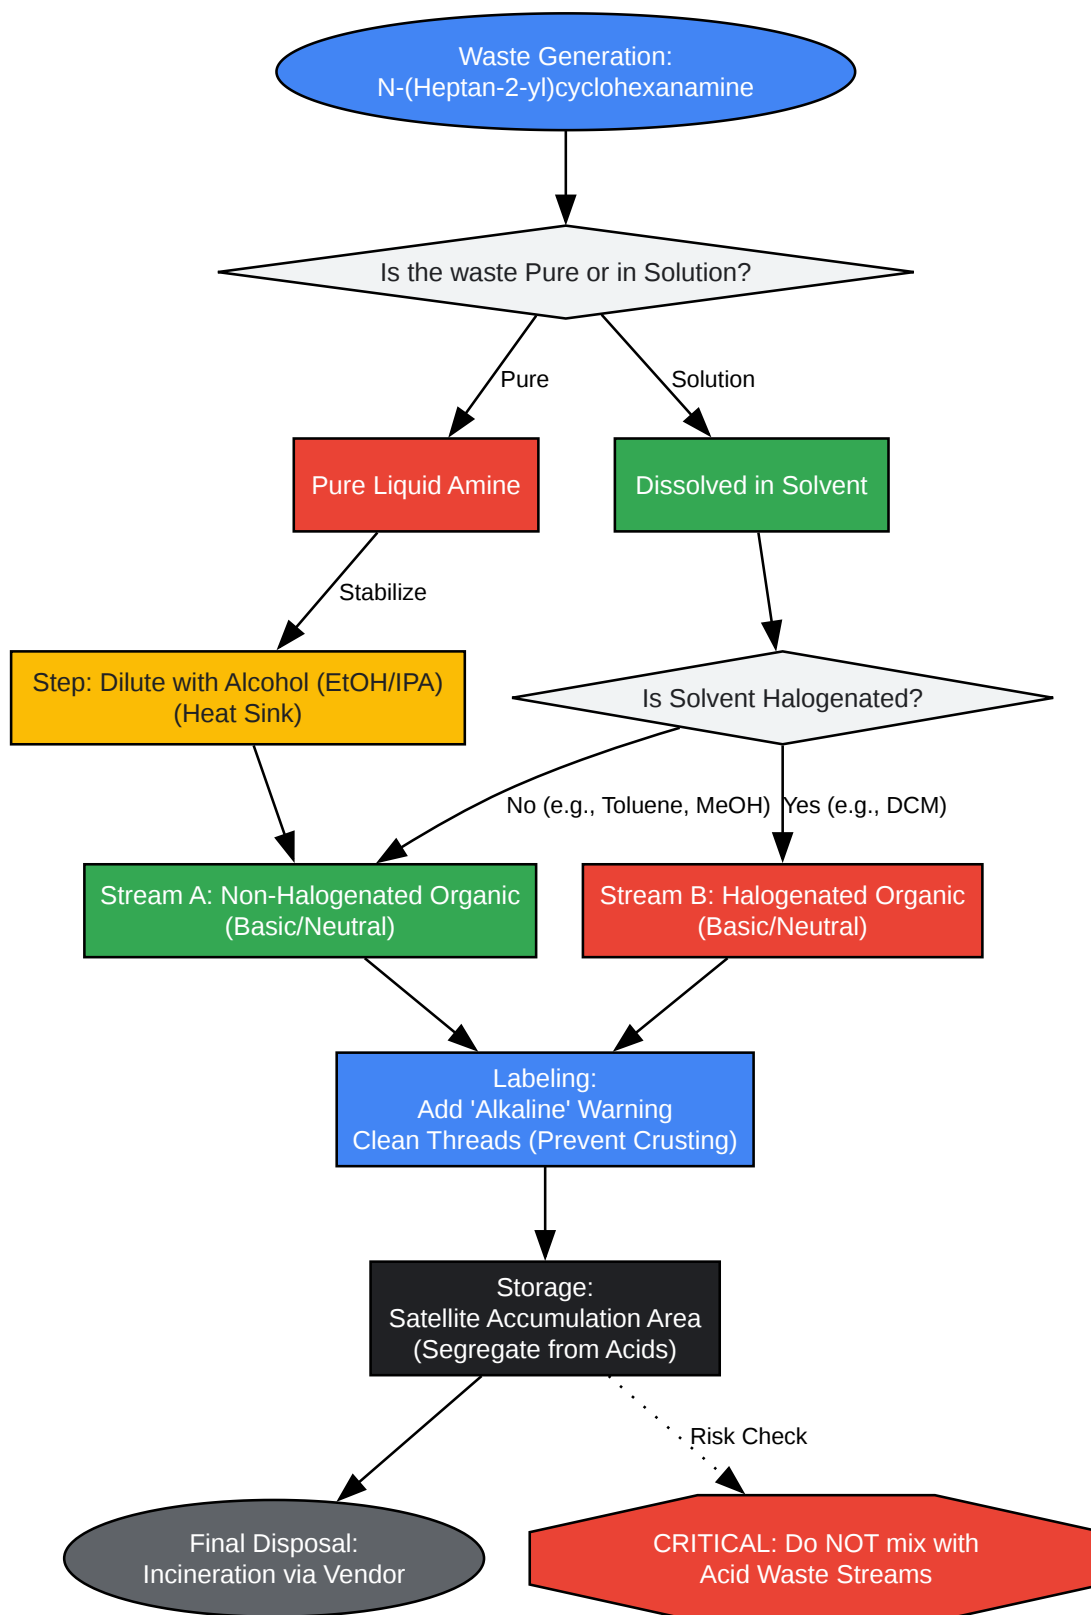 Waste Generation:
N-(Heptan-2-yl)cyclohexanamine
Is the waste Pure or in Solution?
Pure
Solution
Pure Liquid Amine
Dissolved in Solvent
Stabilize
Step: Dilute with Alcohol (EtOH/IPA)
(Heat Sink)
Is Solvent Halogenated?
No (e.g., Toluene, MeOH)
Yes (e.g., DCM)
Stream A: Non-Halogenated Organic
(Basic/Neutral)
Stream B: Halogenated Organic
(Basic/Neutral)
Labeling:
Add 'Alkaline' Warning
Clean Threads (Prevent Crusting)
Storage:
Satellite Accumulation Area
(Segregate from Acids)
Risk Check
Final Disposal:
Incineration via Vendor
CRITICAL: Do NOT mix with
Acid Waste Streams